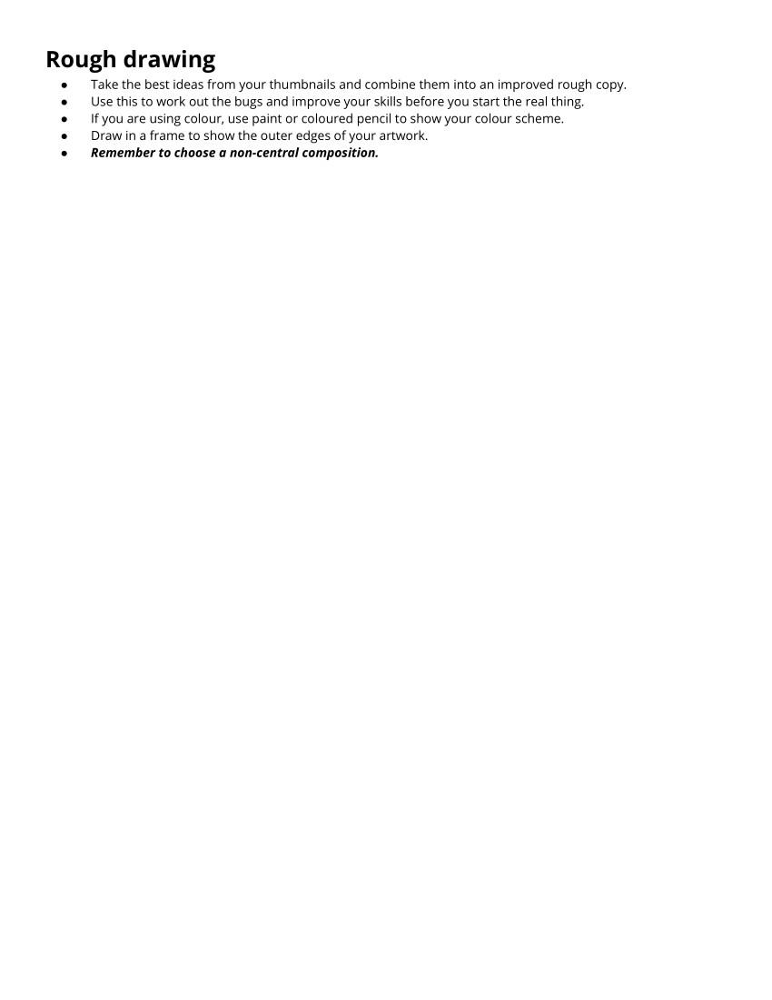 Rough drawing
● Take the best ideas from your thumbnails and combine them into an improved rough copy.
● Use this to work out the bugs and improve your skills before you start the real thing.
● If you are using colour, use paint or coloured pencil to show your colour scheme.
● Draw in a frame to show the outer edges of your artwork.
● Remember to choose a non-central composition.